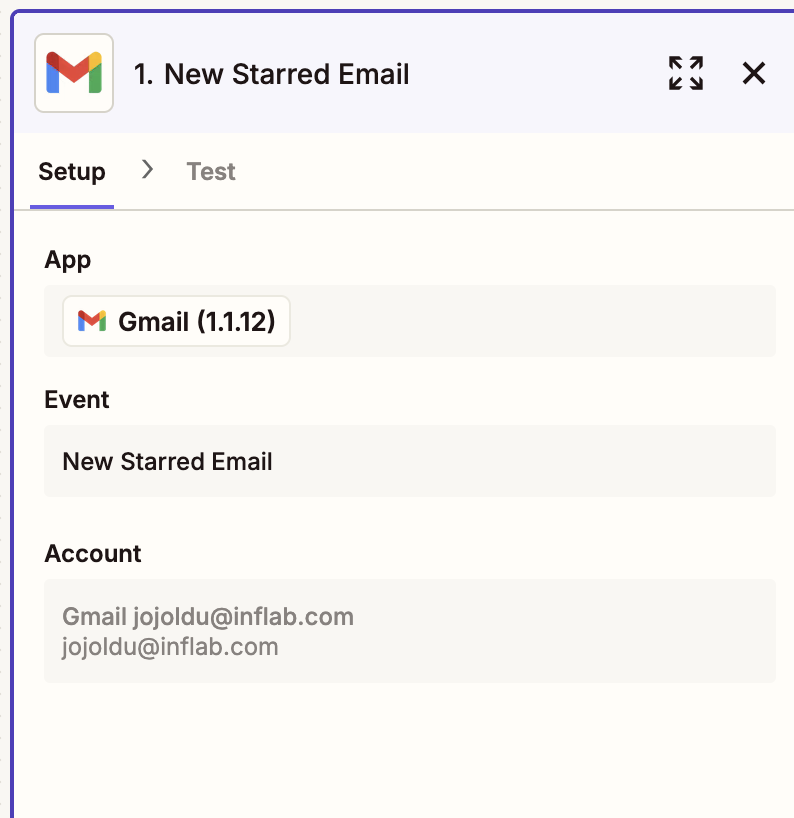 1. New Starred Email
Setup
Test
App
Gmail (1.1.12)
Event
New Starred Email
Account
Gmail jojoldu@inflab.com
jojoldu@inflab.com